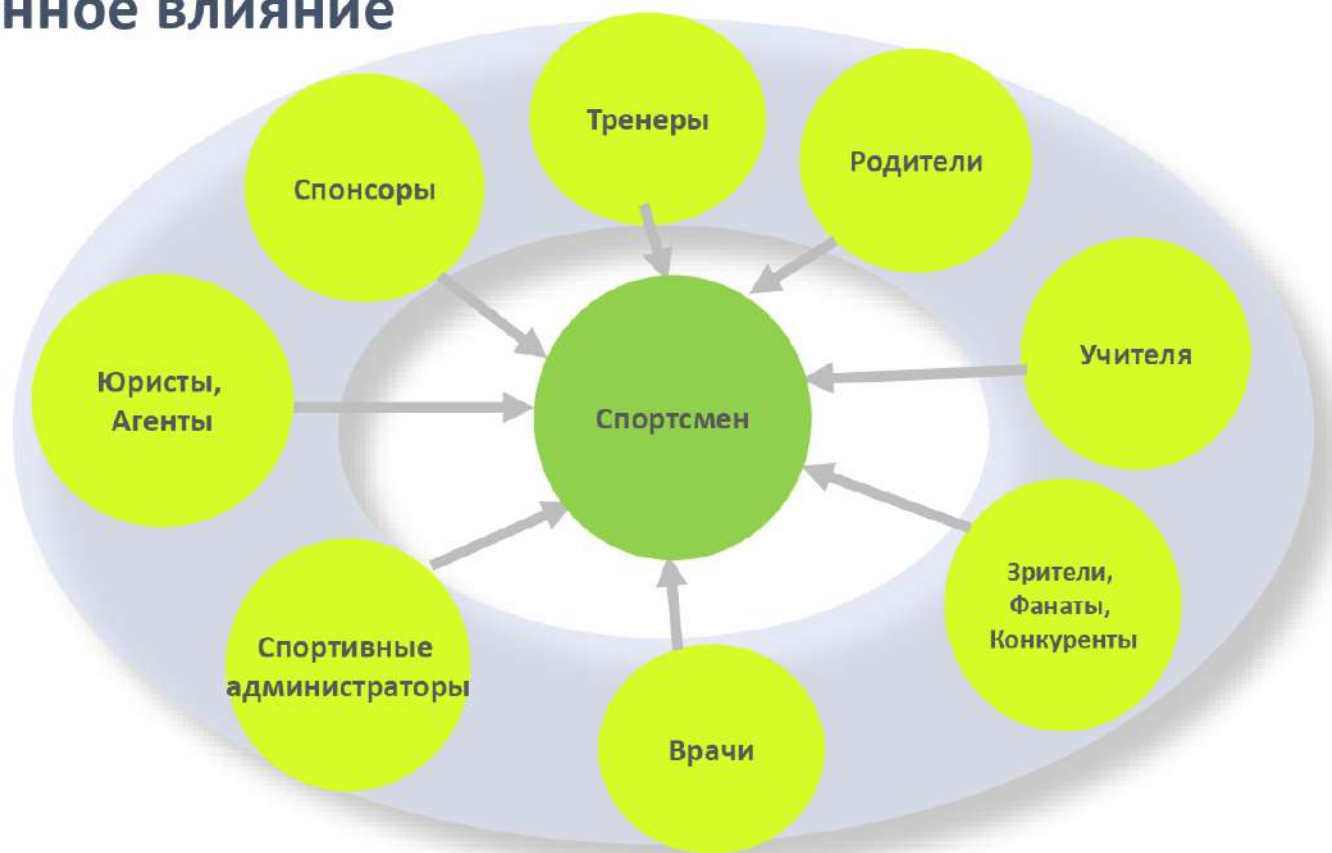 нное влияние
Тренеры
Родители
Спонсоры
Учителя
Юристы,
Агенты
Спортсмен
Зрители,
Фанаты,
Конкуренты
Спортивные
администраторы
Врачи